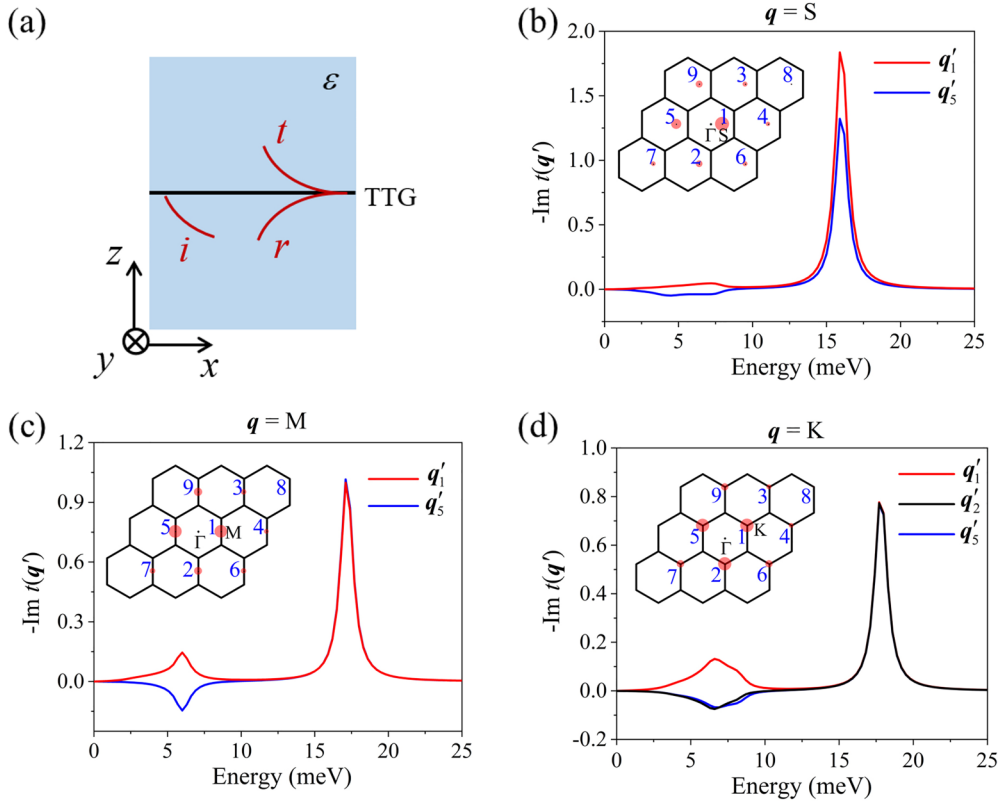 (a)
ε
t
TTG
i
r
z
y
x
(b)
q = S
2.0
1.5
1.0
0.5
0.0
-Im t(q′)
q′1
q′5
9
3
8
5
1
4
Γ̇ S
7
2
6
0
5
10
15
20
25
Energy (meV)
(c)
q = M
1.2
0.9
0.6
0.3
0.0
-Im t(q′)
q′1
q′5
9
3
8
5
1
M
4
Γ̇
7
2
6
0
5
10
15
20
25
Energy (meV)
(d)
q = K
1.0
0.8
0.6
0.4
0.2
0.0
-0.2
-Im t(q′)
q′1
q′2
q′5
9
3
8
5
1
K
4
Γ̇
7
2
6
0
5
10
15
20
25
Energy (meV)